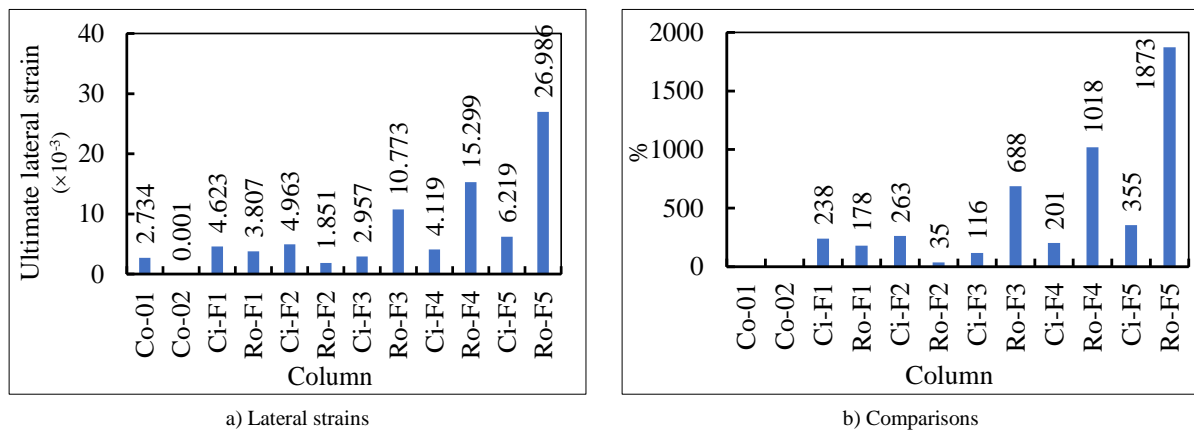 Ultimate lateral strain
(×10⁻³)
40
30
20
10
0
2.734
0.001
4.623
3.807
4.963
1.851
2.957
10.773
4.119
15.299
6.219
26.986
Co-01
Co-02
Ci-F1
Ro-F1
Ci-F2
Ro-F2
Ci-F3
Ro-F3
Ci-F4
Ro-F4
Ci-F5
Ro-F5
Column
a) Lateral strains
%
2000
1500
1000
500
0
238
178
263
35
116
688
201
1018
355
1873
Co-01
Co-02
Ci-F1
Ro-F1
Ci-F2
Ro-F2
Ci-F3
Ro-F3
Ci-F4
Ro-F4
Ci-F5
Ro-F5
Column
b) Comparisons